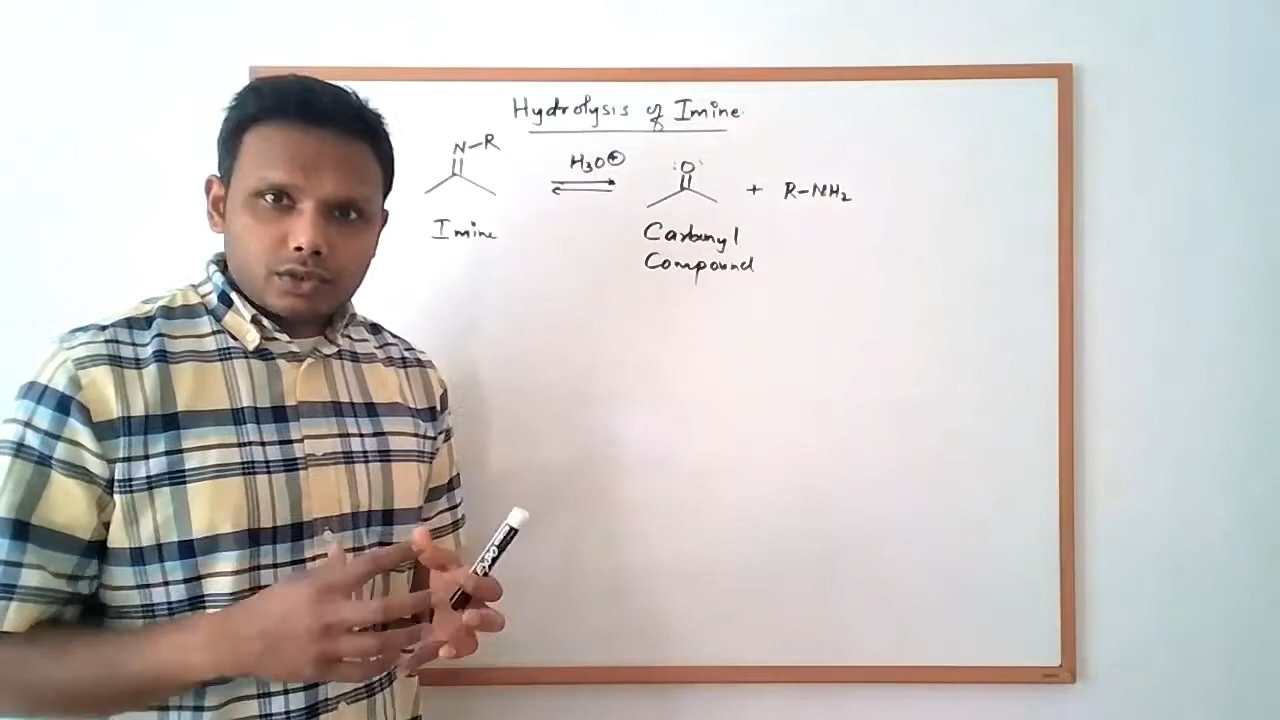 Hydrolysis of Imine
N-R
H₃O⊕
:O:
+ R-NH₂
Imine
Carbonyl
Compound
EXPO